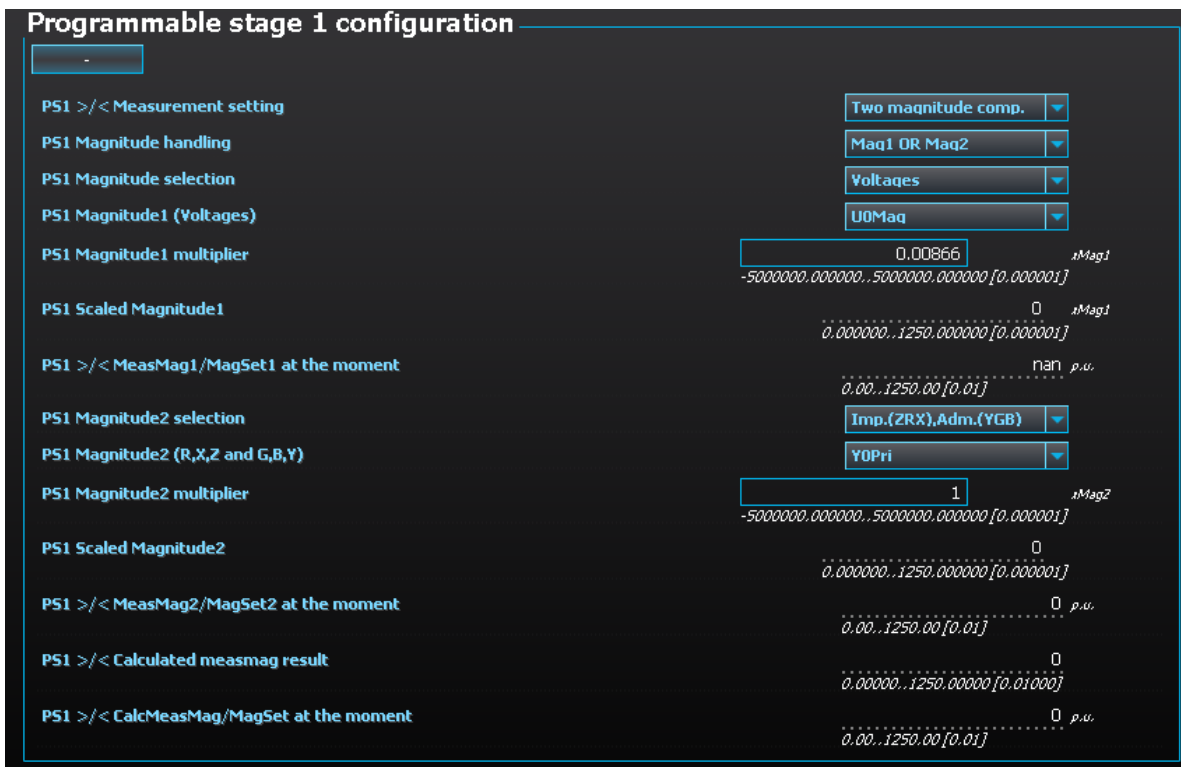 Programmable stage 1 configuration
-
PS1 >/< Measurement setting Two magnitude comp.
PS1 Magnitude handling Mag1 OR Mag2
PS1 Magnitude selection Voltages
PS1 Magnitude1 (Voltages) U0Mag
PS1 Magnitude1 multiplier 0.00866 xMag1
-5000000.000000..5000000.000000 [0.000001]
PS1 Scaled Magnitude1 0 xMag1
0.000000..1250.000000 [0.000001]
PS1 >/< MeasMag1/MagSet1 at the moment nan p.u.
0.00..1250.00 [0.01]
PS1 Magnitude2 selection Imp.(ZRX),Adm.(YGB)
PS1 Magnitude2 (R,X,Z and G,B,Y) Y0Pri
PS1 Magnitude2 multiplier 1 xMag2
-5000000.000000..5000000.000000 [0.000001]
PS1 Scaled Magnitude2 0
0.000000..1250.000000 [0.000001]
PS1 >/< MeasMag2/MagSet2 at the moment 0 p.u.
0.00..1250.00 [0.01]
PS1 >/< Calculated measmag result 0
0.00000..1250.00000 [0.01000]
PS1 >/< CalcMeasMag/MagSet at the moment 0 p.u.
0.00..1250.00 [0.01]